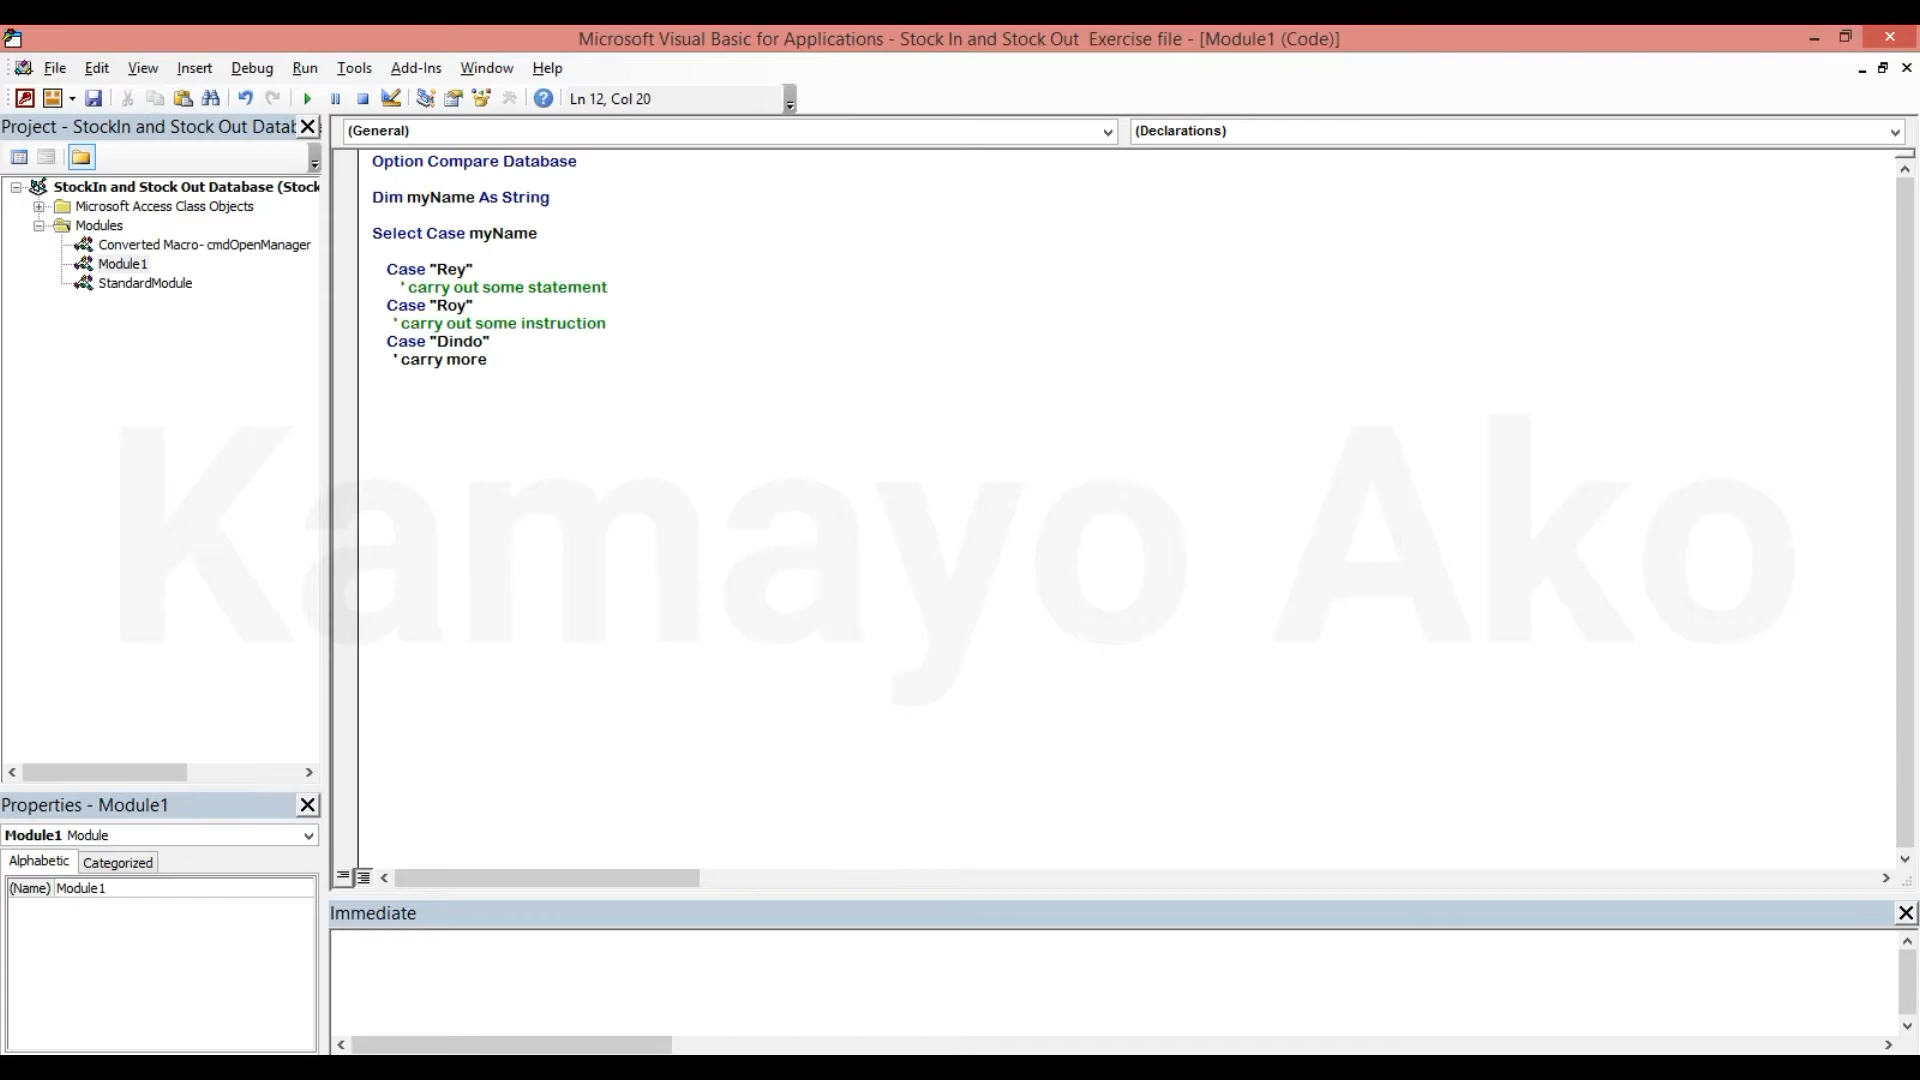 Microsoft Visual Basic for Applications - Stock In and Stock Out  Exercise file - [Module1 (Code)]
File Edit View Insert Debug Run Tools Add-Ins Window Help
Ln 12, Col 20
Project - StockIn and Stock Out Datab
(General)
(Declarations)
StockIn and Stock Out Database (Stock
Microsoft Access Class Objects
Modules
Converted Macro- cmdOpenManager
Module1
StandardModule
Option Compare Database
Dim myName As String
Select Case myName
Case "Rey"
' carry out some statement
Case "Roy"
' carry out some instruction
Case "Dindo"
' carry more
Kamayo Ako
Properties - Module1
Module1 Module
Alphabetic Categorized
(Name) Module1
Immediate